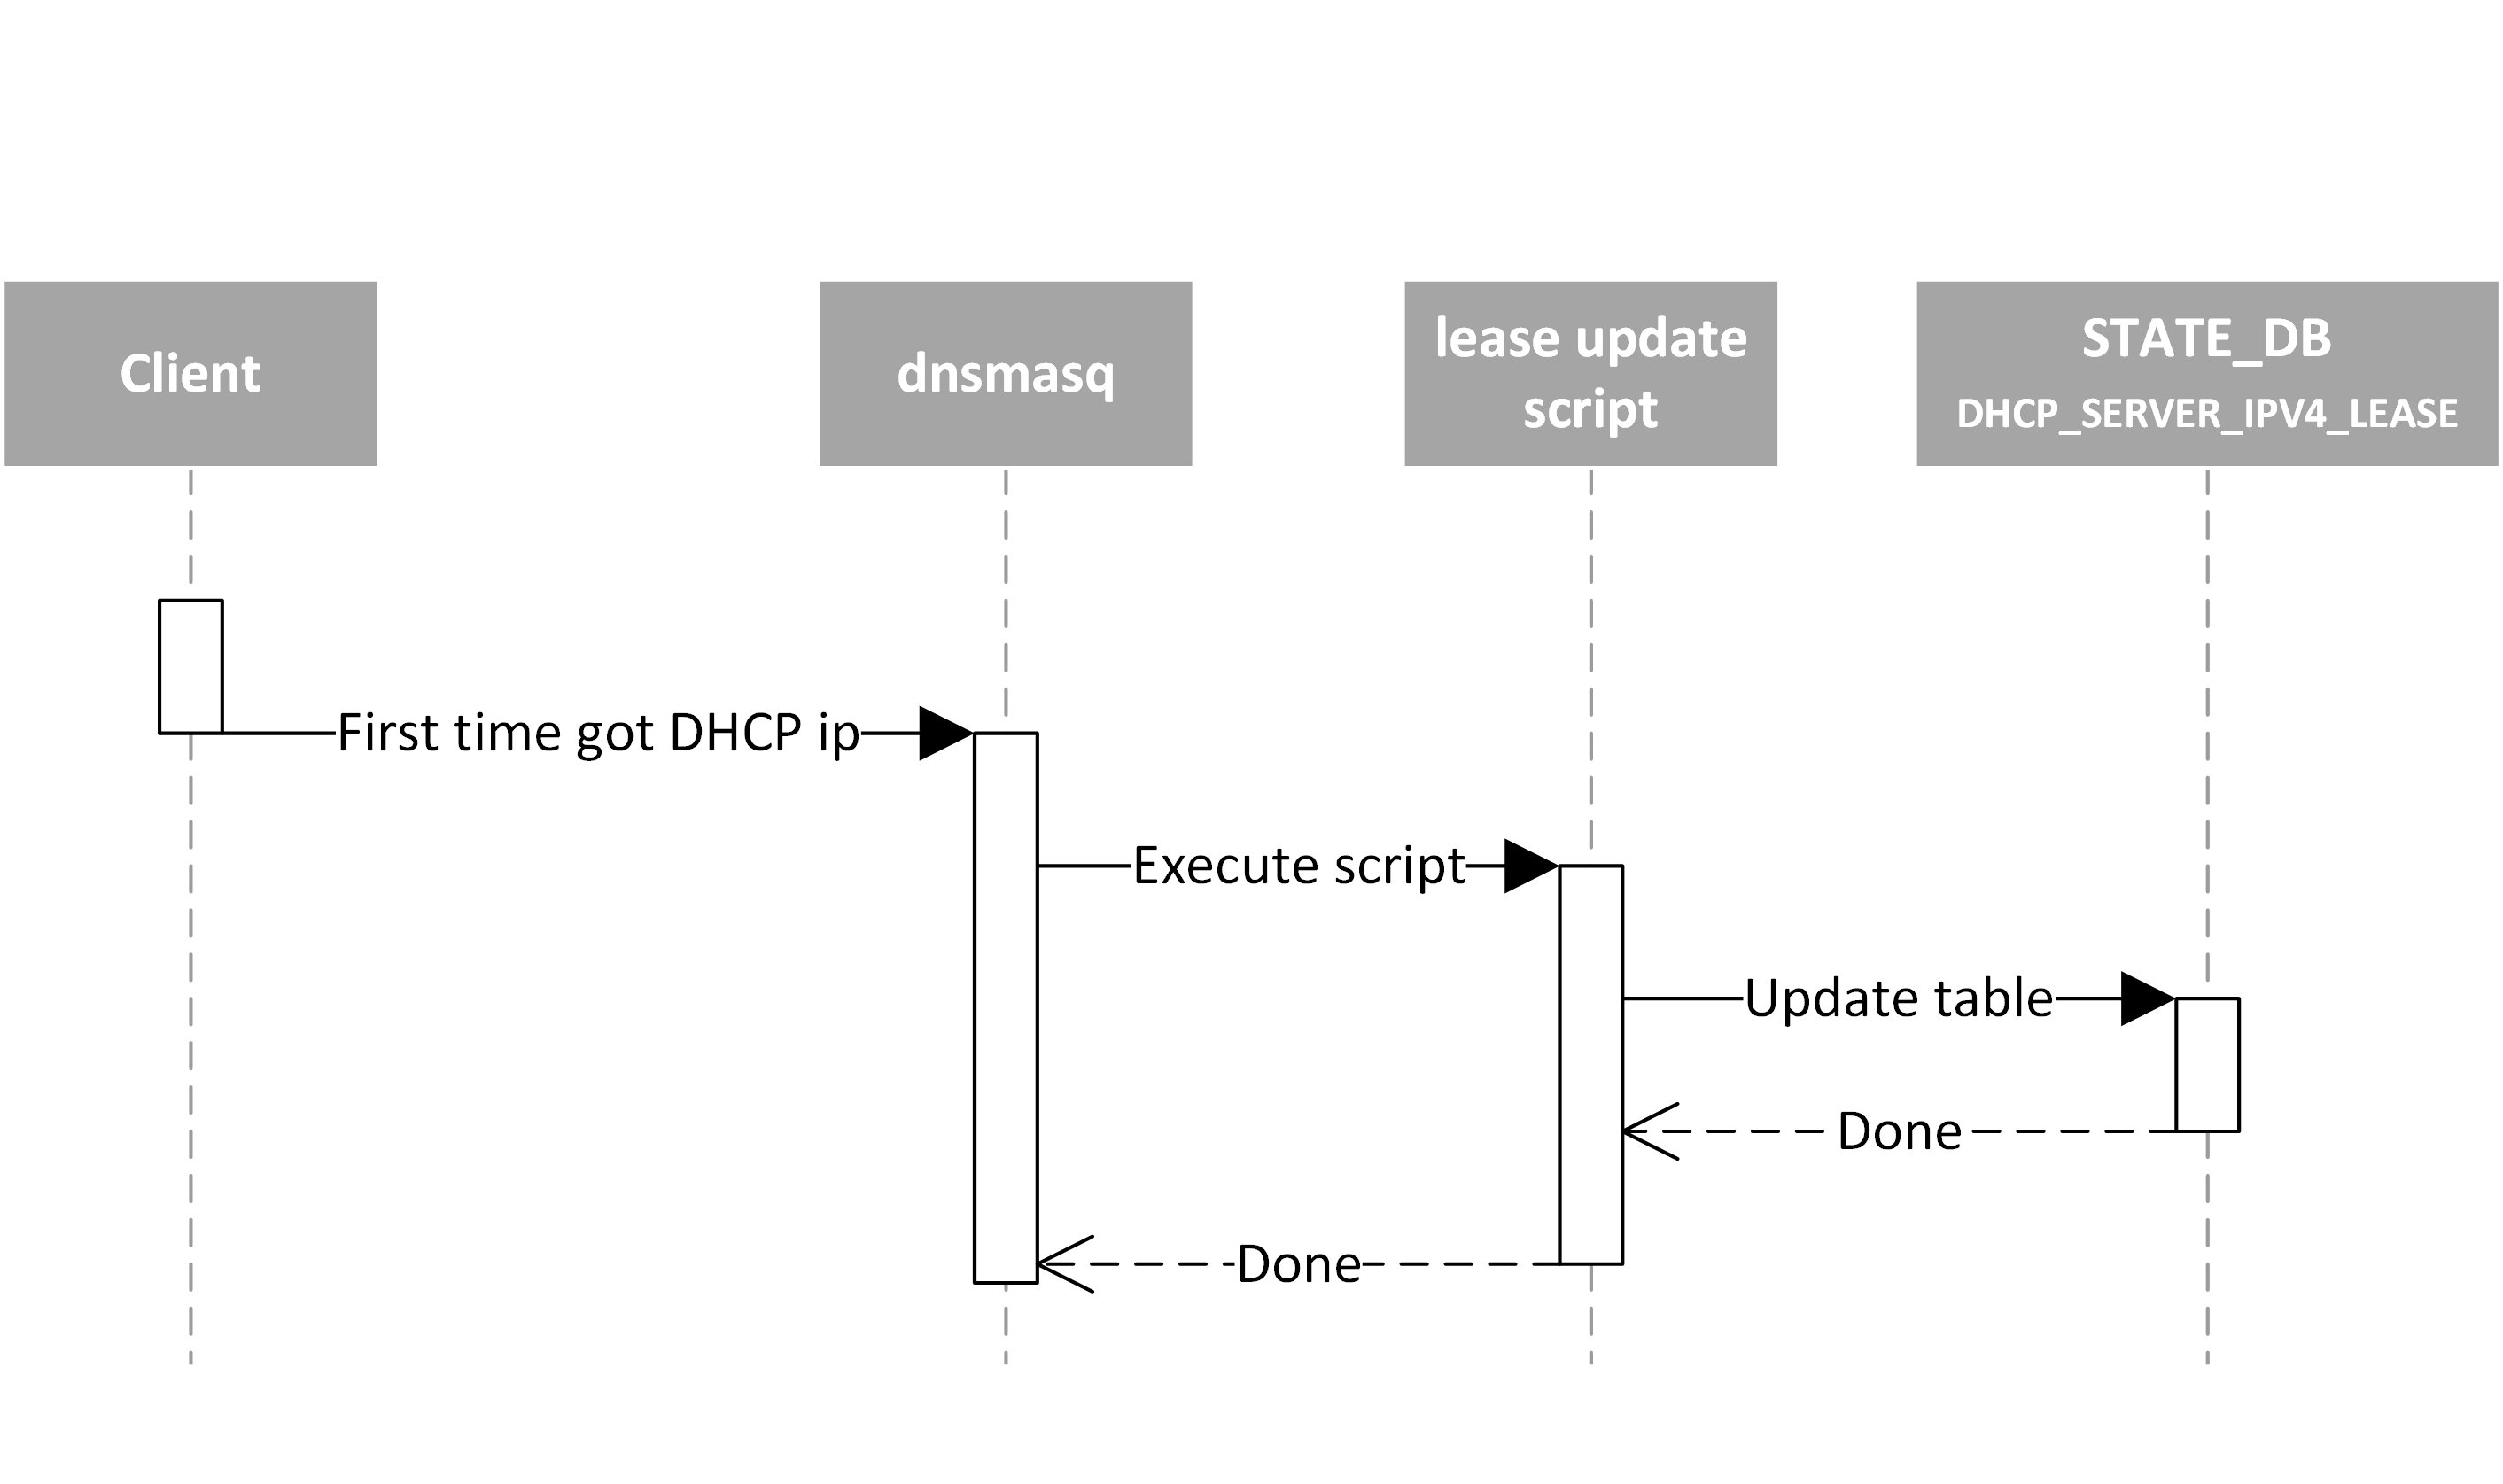 Client
dnsmasq
lease update
script
STATE_DB
DHCP_SERVER_IPV4_LEASE
First time got DHCP ip
Execute script
Update table
Done
Done